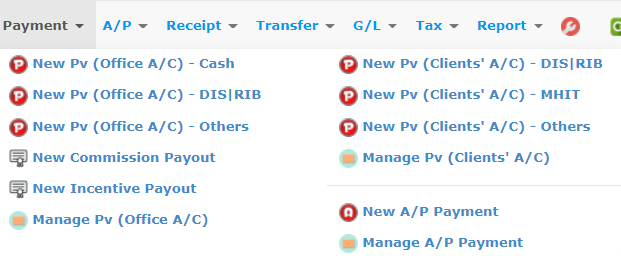 Payment A/P Receipt Transfer G/L Tax Report
New Pv (Office A/C) - Cash
New Pv (Office A/C) - DIS|RIB
New Pv (Office A/C) - Others
New Commission Payout
New Incentive Payout
Manage Pv (Office A/C)
New Pv (Clients' A/C) - DIS|RIB
New Pv (Clients' A/C) - MHIT
New Pv (Clients' A/C) - Others
Manage Pv (Clients' A/C)
New A/P Payment
Manage A/P Payment